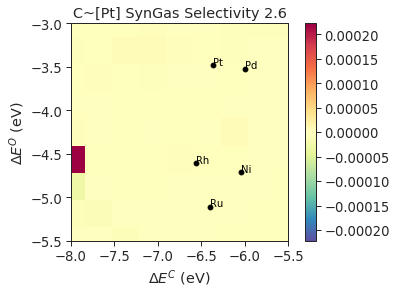 C~[Pt] SynGas Selectivity 2.6
−3.0
−3.5
−4.0
−4.5
−5.0
−5.5
ΔE^O (eV)
Pt
Pd
Rh
Ni
Ru
−8.0 −7.5 −7.0 −6.5 −6.0 −5.5
ΔE^C (eV)
0.00020
0.00015
0.00010
0.00005
0.00000
−0.00005
−0.00010
−0.00015
−0.00020